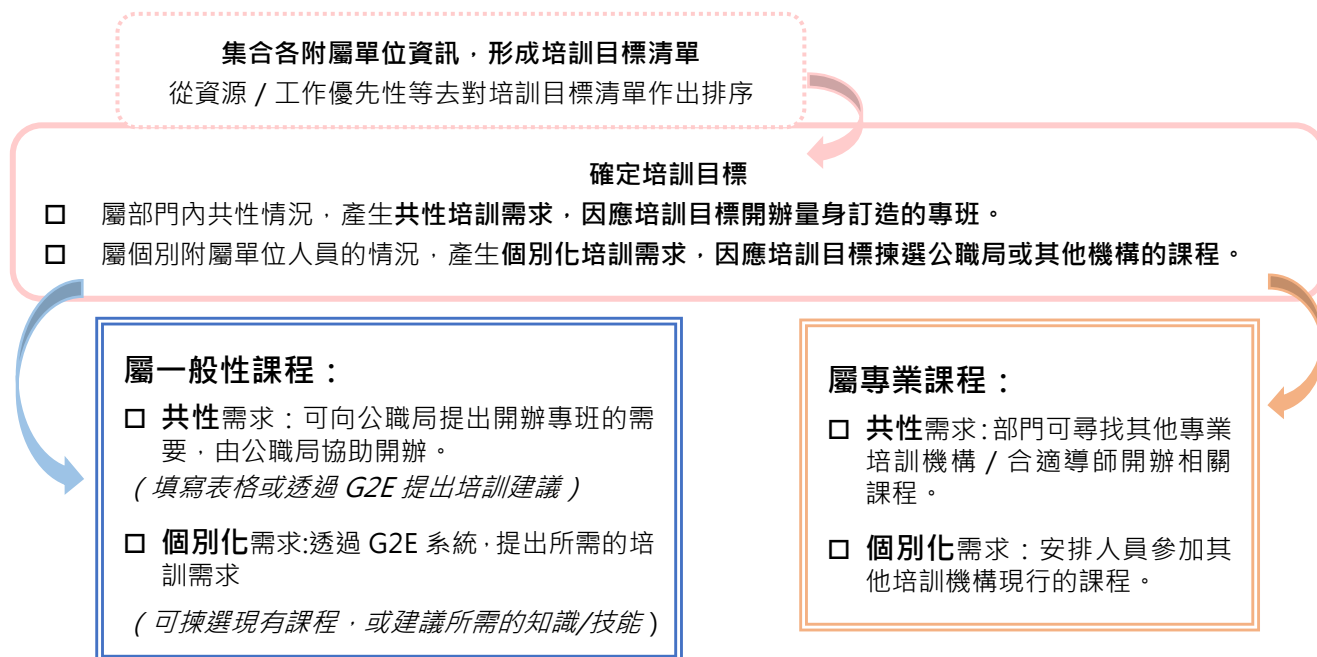 集合各附屬單位資訊，形成培訓目標清單
從資源 / 工作優先性等去對培訓目標清單作出排序
確定培訓目標
□ 屬部門內共性情況，產生共性培訓需求，因應培訓目標開辦量身訂造的專班。
□ 屬個別附屬單位人員的情況，產生個別化培訓需求，因應培訓目標揀選公職局或其他機構的課程。
屬一般性課程：
□ 共性需求：可向公職局提出開辦專班的需
要，由公職局協助開辦。
（填寫表格或透過 G2E 提出培訓建議）
□ 個別化需求:透過 G2E 系統，提出所需的培
訓需求
（可揀選現有課程，或建議所需的知識/技能）
屬專業課程：
□ 共性需求:部門可尋找其他專業
培訓機構 / 合適導師開辦相關
課程。
□ 個別化需求：安排人員參加其
他培訓機構現行的課程。